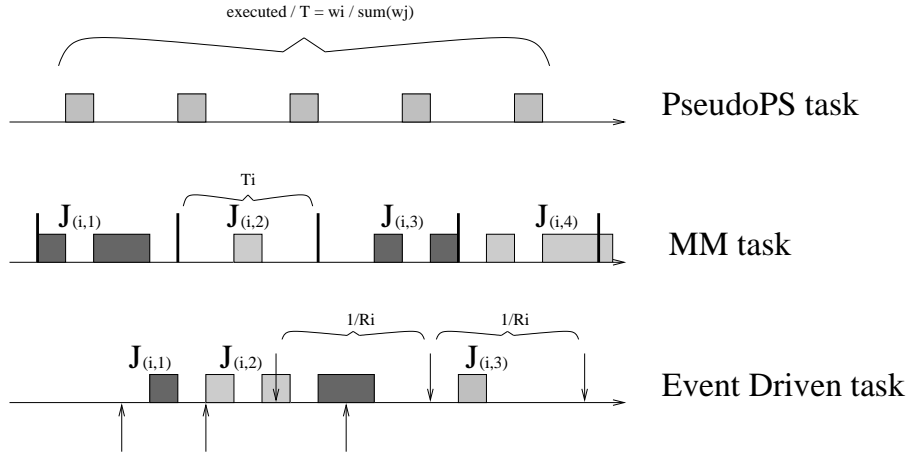 executed / T = wi / sum(wj)
PseudoPS task
Ti
J(i,1) J(i,2) J(i,3) J(i,4)
MM task
1/Ri 1/Ri
J(i,1) J(i,2) J(i,3)
Event Driven task